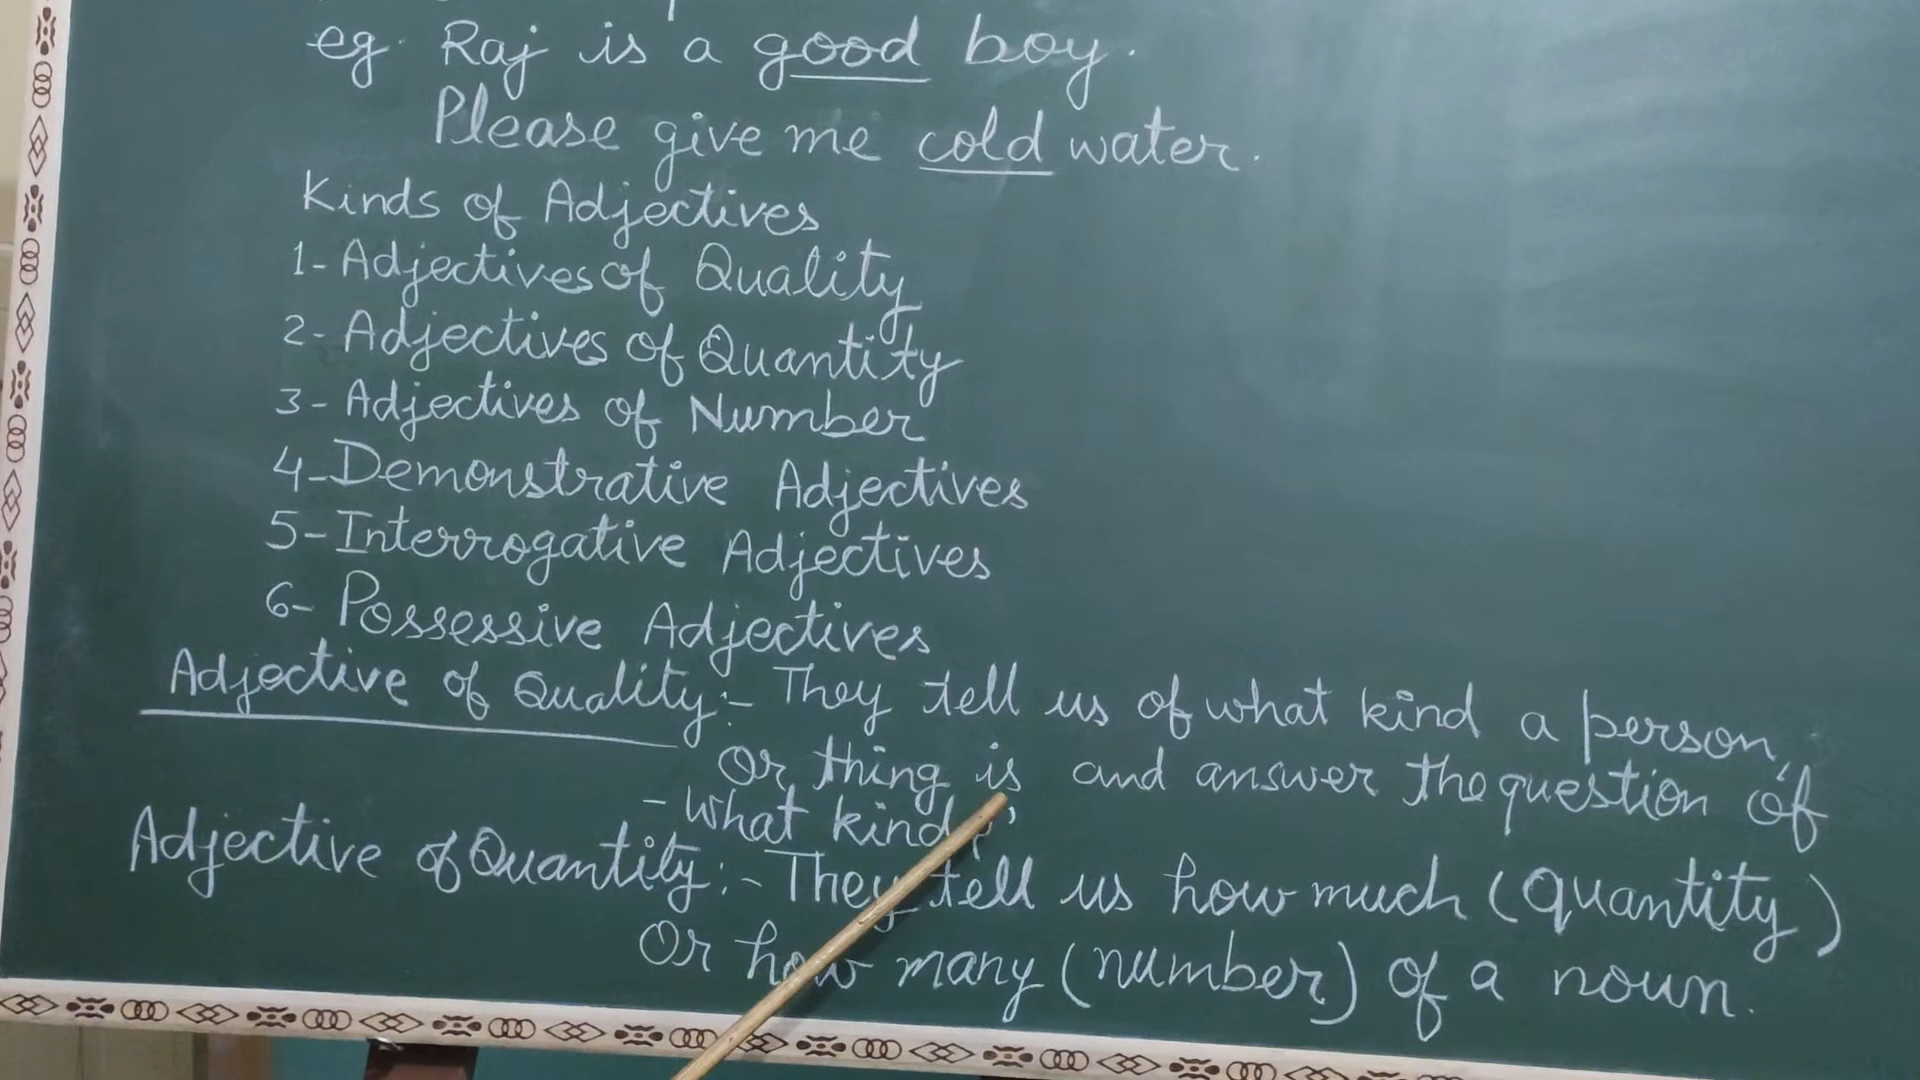 eg. Raj is a good boy.
Please give me cold water.
Kinds of Adjectives
1- Adjectives of Quality
2- Adjectives of Quantity
3- Adjectives of Number
4- Demonstrative Adjectives
5- Interrogative Adjectives
6- Possessive Adjectives
Adjective of Quality:- They tell us of what kind a person,
Or thing is and answer the question of
- what kind
Adjective of Quantity:- They tell us how much (quantity)
Or how many (number) of a noun.